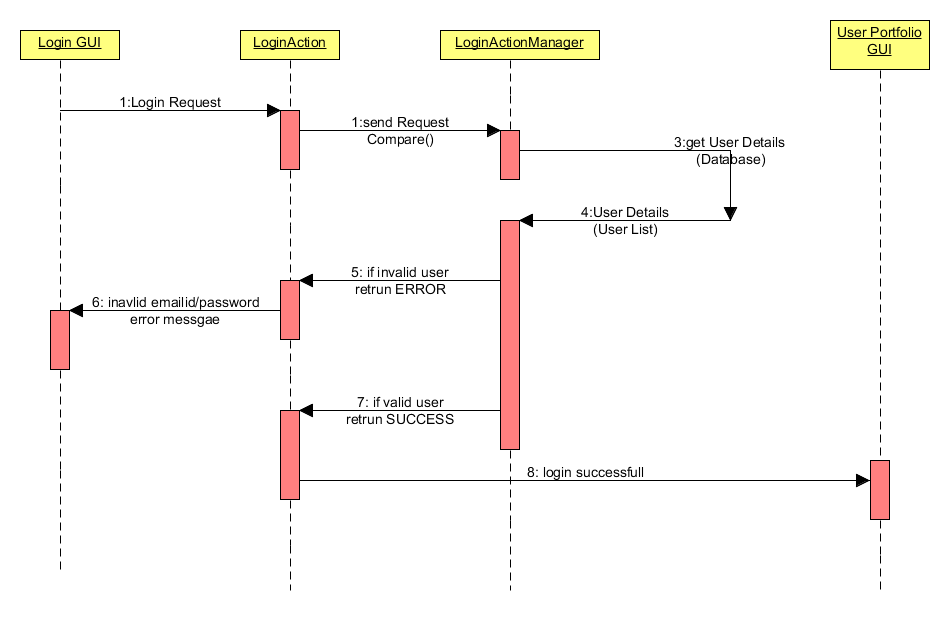 Login GUI
LoginAction
LoginActionManager
User Portfolio
GUI
1:Login Request
1:send Request
Compare()
3:get User Details
(Database)
4:User Details
(User List)
5: if invalid user
retrun ERROR
6: inavlid emailid/password
error messgae
7: if valid user
retrun SUCCESS
8: login successfull